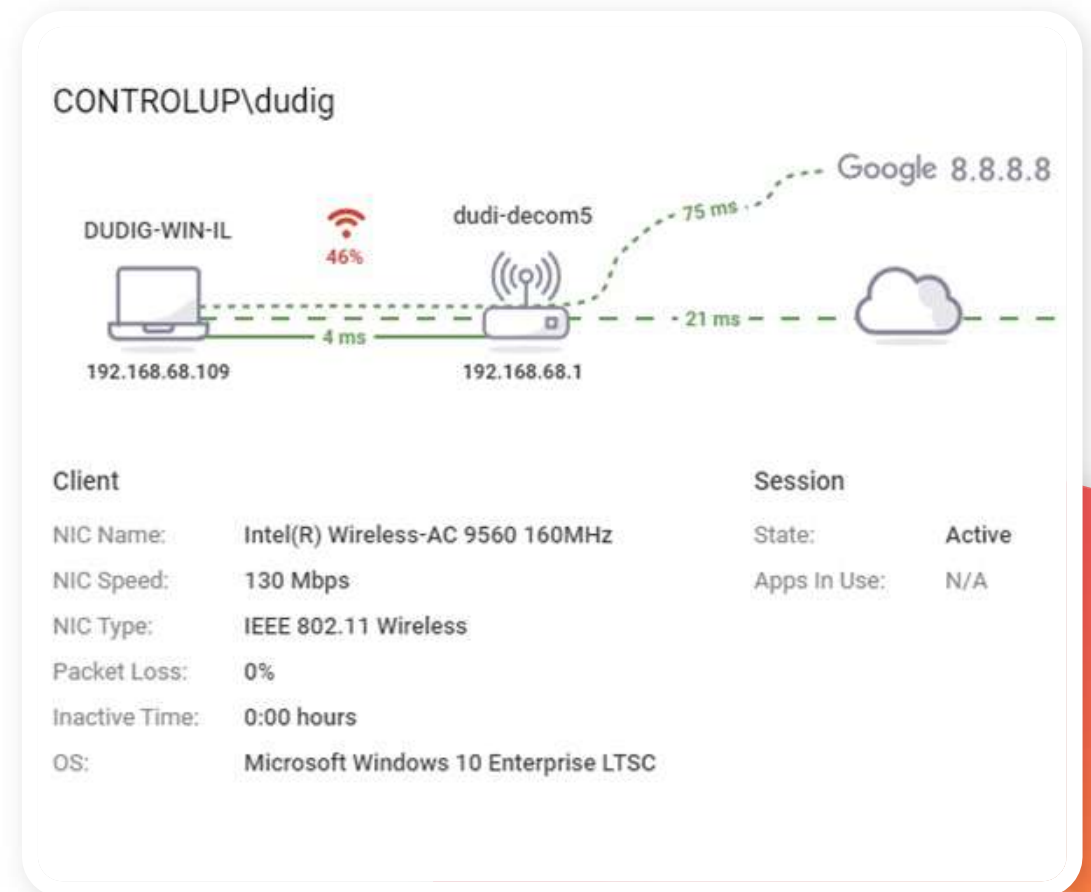 CONTROLUP\dudig
Google 8.8.8.8
75 ms
DUDIG-WIN-IL
dudi-decom5
46%
21 ms
4 ms
192.168.68.109
192.168.68.1
Client
NIC Name: Intel(R) Wireless-AC 9560 160MHz
NIC Speed: 130 Mbps
NIC Type: IEEE 802.11 Wireless
Packet Loss: 0%
Inactive Time: 0:00 hours
OS: Microsoft Windows 10 Enterprise LTSC
Session
State: Active
Apps In Use: N/A